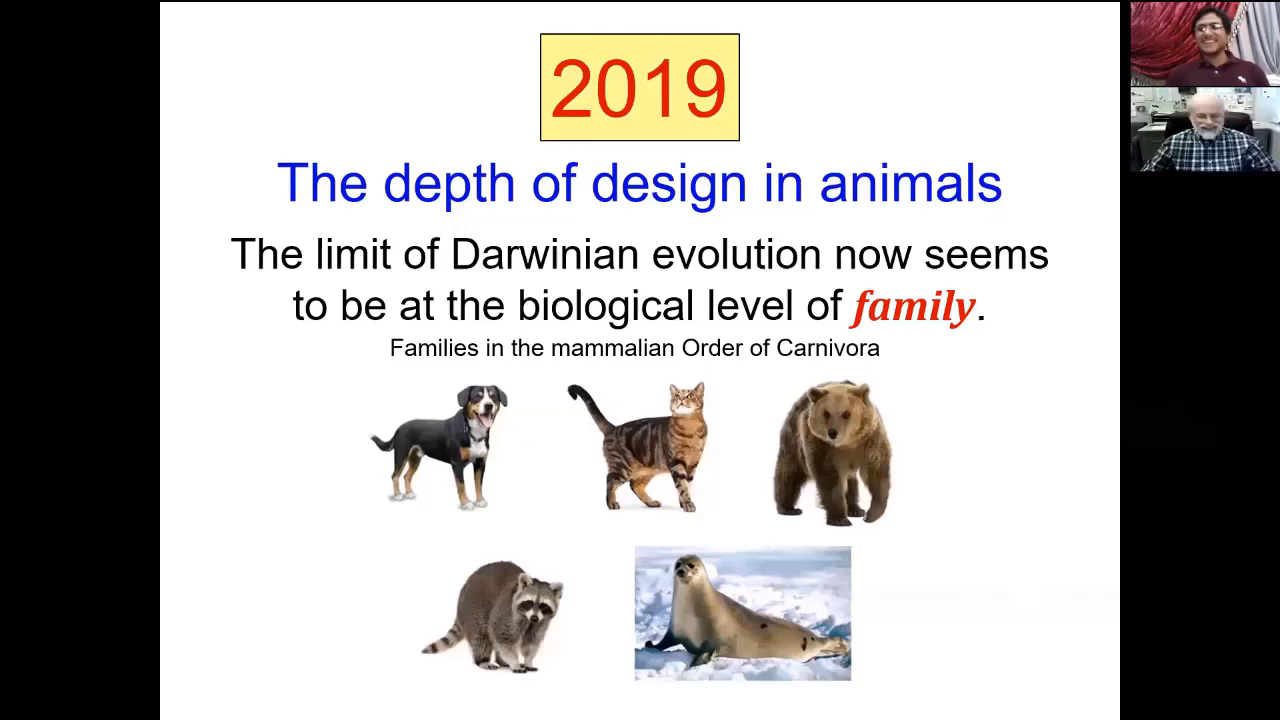 2019
The depth of design in animals
The limit of Darwinian evolution now seems
to be at the biological level of family.
Families in the mammalian Order of Carnivora